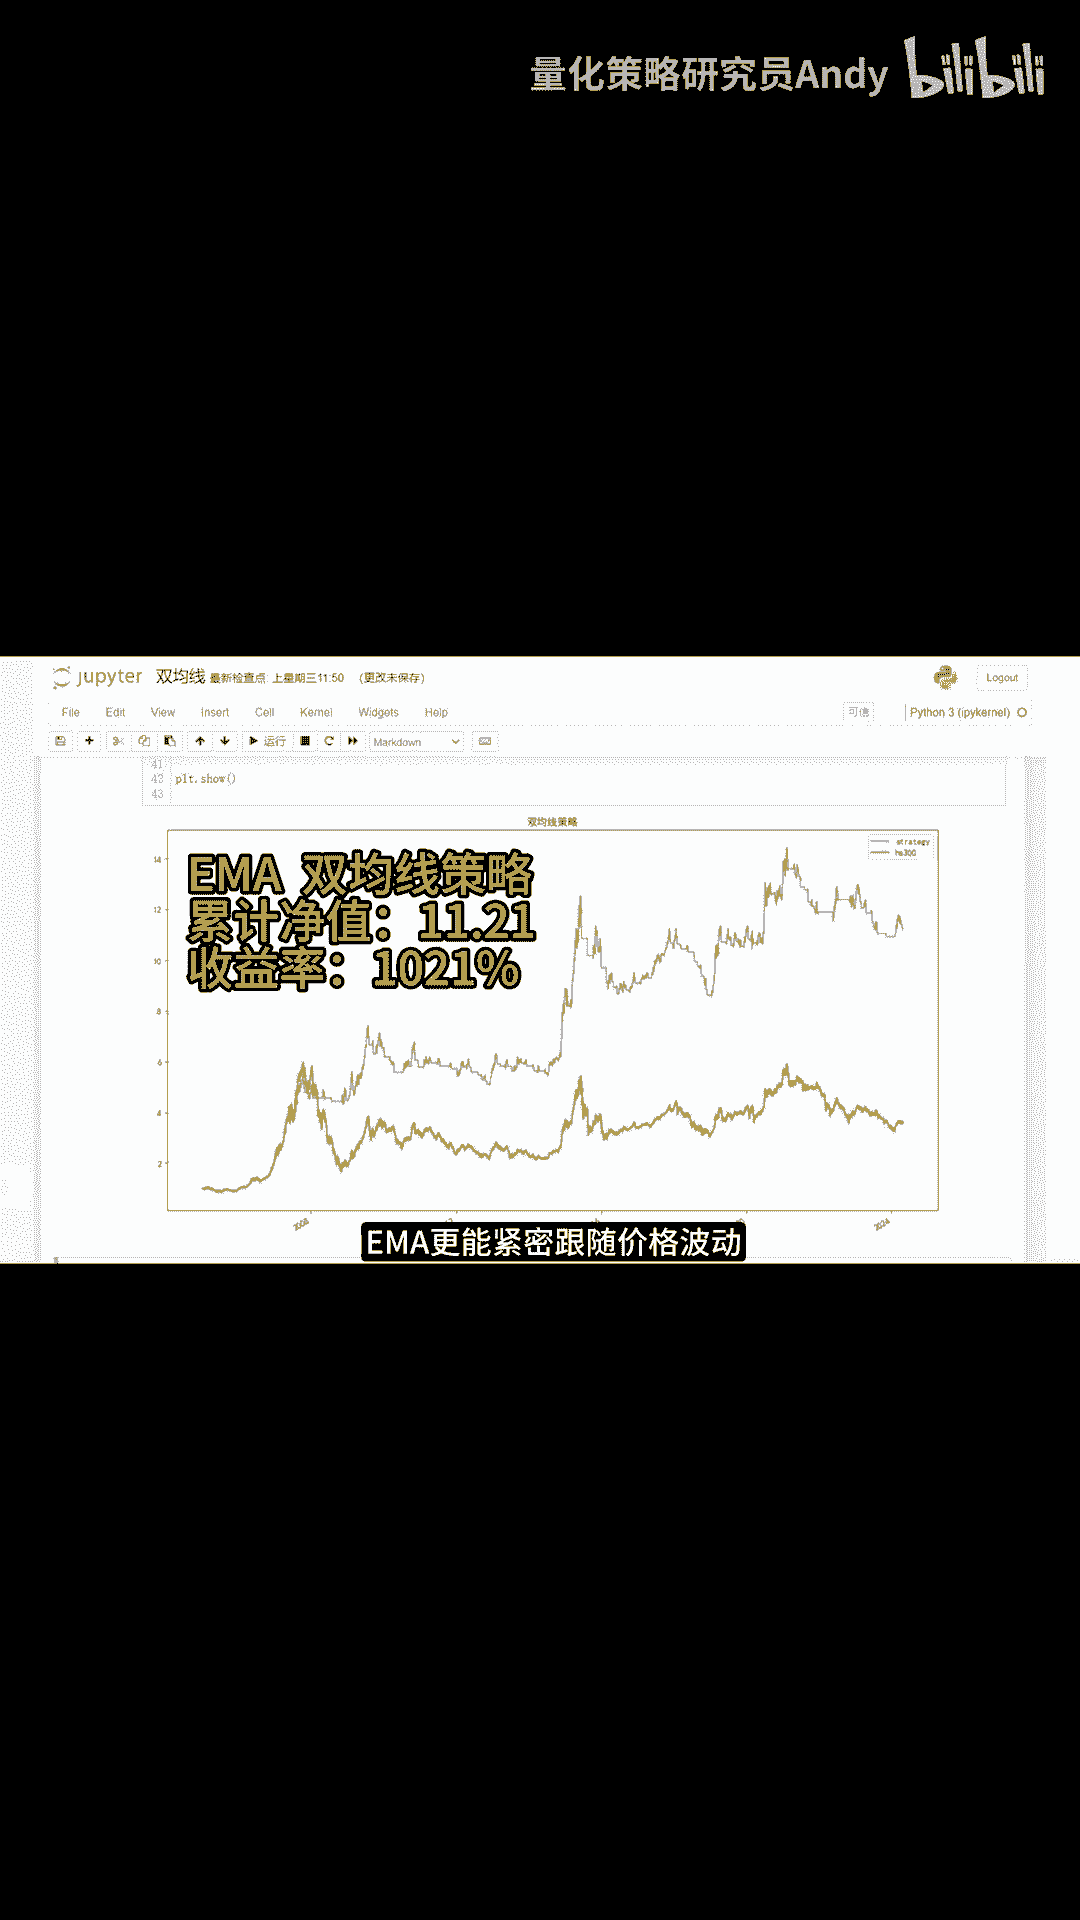 量化策略研究员Andy bilibili
jupyter 双均线 最新检查点: 上星期三11:50 (更改未保存)
Logout
File Edit View Insert Cell Kernel Widgets Help
可信 Python 3 (ipykernel)
运行 Markdown
41
42 plt.show()
43
双均线策略
strategy
hs300
EMA 双均线策略
累计净值：11.21
收益率：1021%
14
12
10
8
6
4
2
2008
2024
EMA更能紧密跟随价格波动